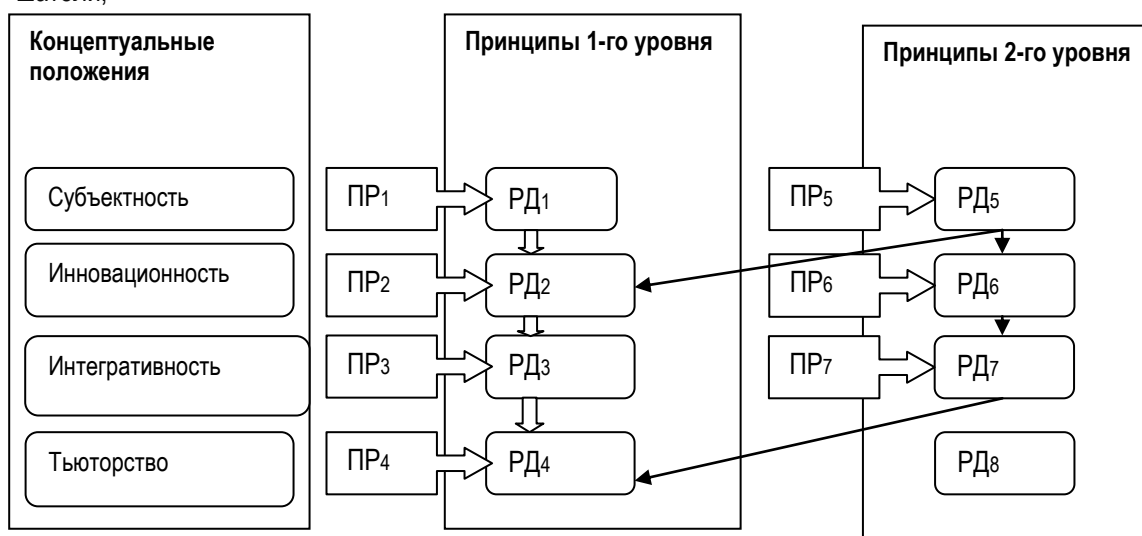 Концептуальные
положения
Принципы 1-го уровня
Принципы 2-го уровня
Субъектность
ПР1
РД1
ПР5
РД5
Инновационность
ПР2
РД2
ПР6
РД6
Интегративность
ПР3
РД3
ПР7
РД7
Тьюторство
ПР4
РД4
РД8